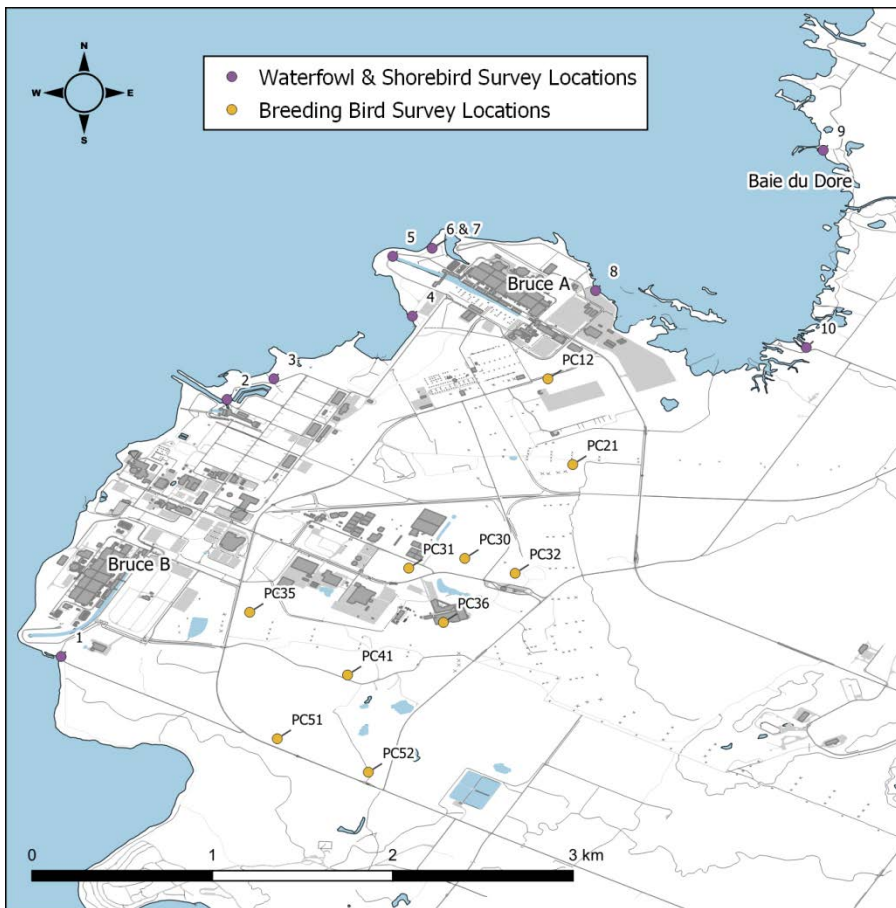 N
W
E
S
Waterfowl & Shorebird Survey Locations
Breeding Bird Survey Locations
9
Baie du Dore
6 & 7
5
8
Bruce A
4
10
PC12
3
2
PC21
PC30
PC31
PC32
Bruce B
PC35
PC36
1
PC41
PC51
PC52
0
1
2
3 km